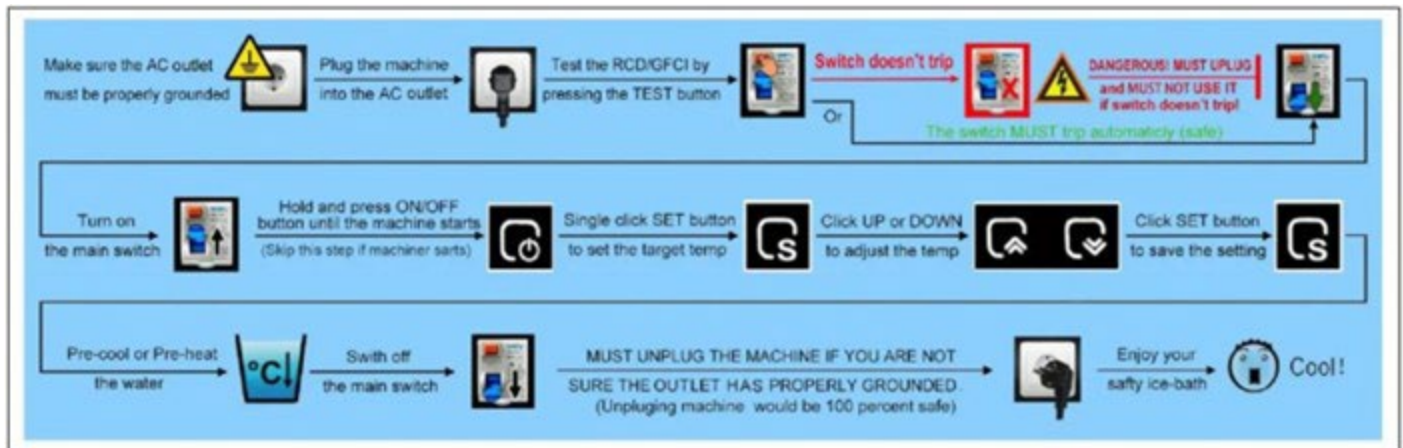 Make sure the AC outlet
must be properly grounded
Plug the machine
into the AC outlet
Test the RCD/GFCI by
pressing the TEST button
Switch doesn't trip
DANGEROUS! MUST UPLUG
and MUST NOT USE IT
if switch doesn't trip!
Or
The switch MUST trip automaticly (safe)
Turn on
the main switch
Hold and press ON/OFF
button until the machine starts
(Skip this step if machiner sarts)
Single click SET button
to set the target temp
S
Click UP or DOWN
to adjust the temp
Click SET button
to save the setting
S
Pre-cool or Pre-heat
the water
°C
Swith off
the main switch
MUST UNPLUG THE MACHINE IF YOU ARE NOT
SURE THE OUTLET HAS PROPERLY GROUNDED.
(Unpluging machine would be 100 percent safe)
Enjoy your
safty ice-bath
Cool!